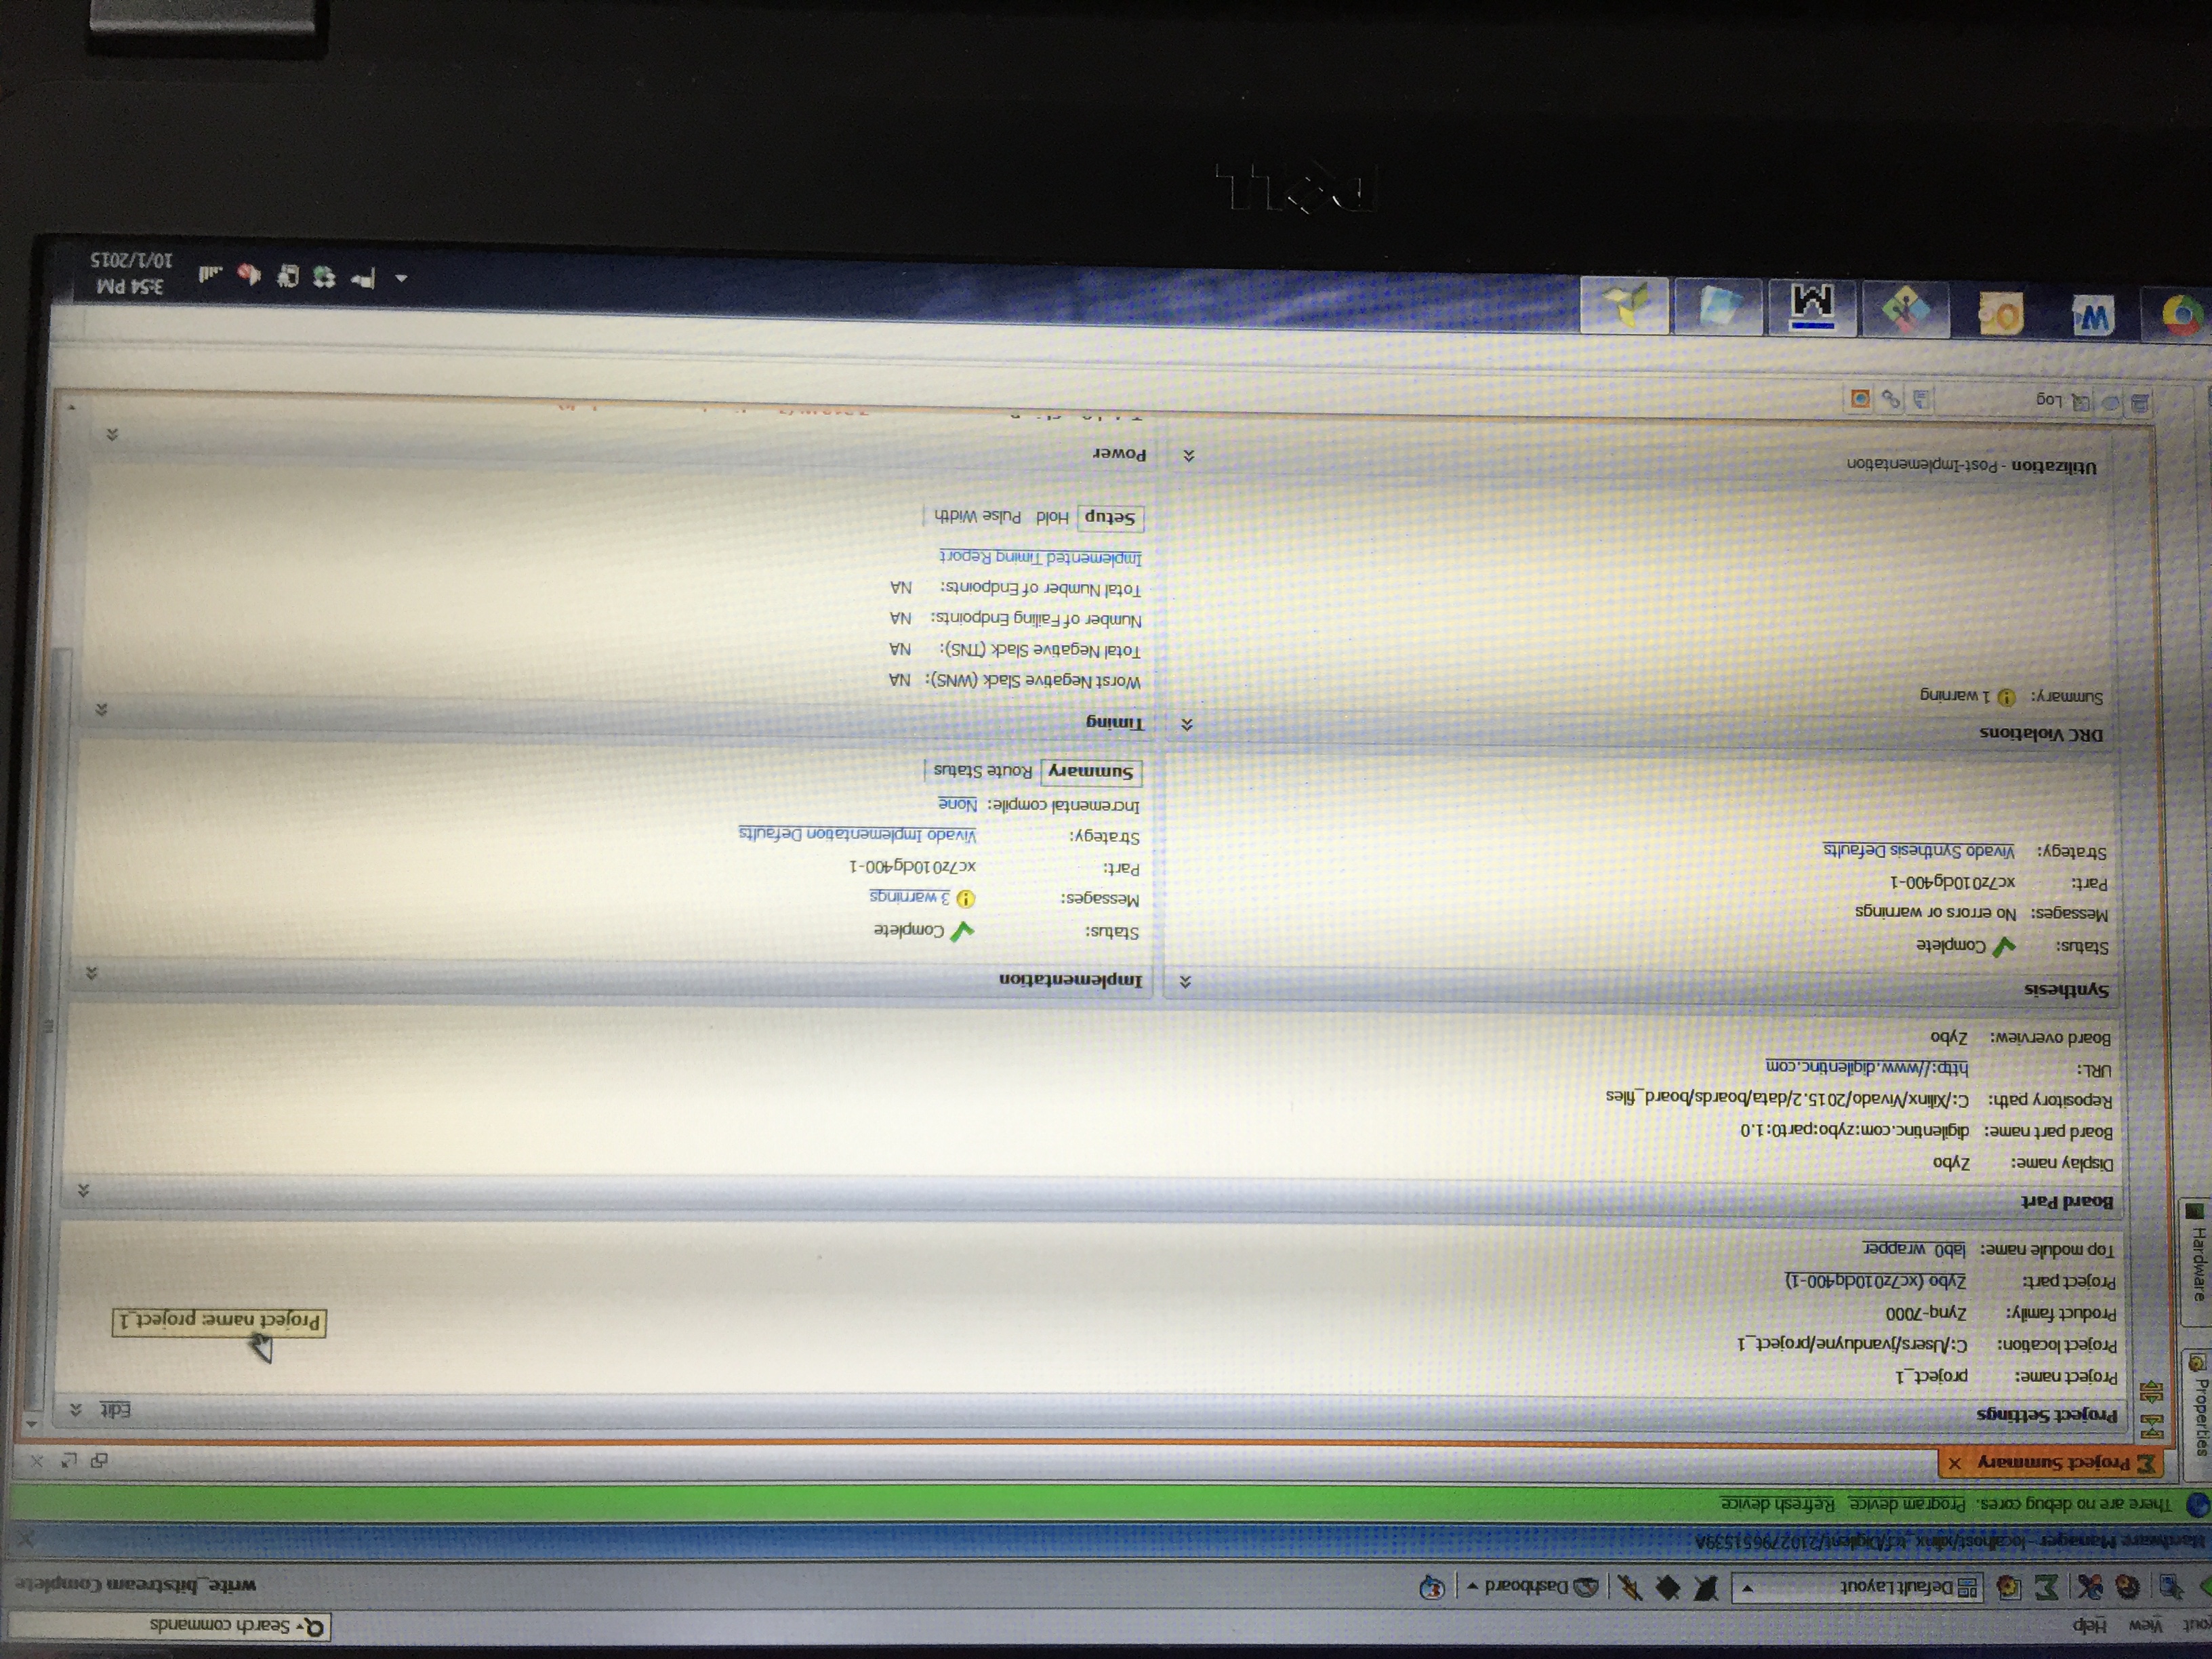 View Help
Search commands
Default Layout
Dashboard
write_bitstream Complete
Hardware Manager - localhost/xilinx_tcf/Digilent/210279651539A
There are no debug cores. Program device Refresh device
Properties
Hardware
Project Summary
Project Settings
Edit
Project name: project_1
Project location: C:/Users/jvanduyne/project_1
Project name: project_1
Product family: Zynq-7000
Project part: Zybo (xc7z010clg400-1)
Top module name: lab0_wrapper
Board Part
Display name: Zybo
Board part name: digilentinc.com:zybo:part0:1.0
Repository path: C:/Xilinx/Vivado/2015.2/data/boards/board_files
URL: http://www.digilentinc.com
Board overview: Zybo
Synthesis
Status: Complete
Messages: No errors or warnings
Part: xc7z010clg400-1
Strategy: Vivado Synthesis Defaults
Implementation
Status: Complete
Messages: 3 warnings
Part: xc7z010clg400-1
Strategy: Vivado Implementation Defaults
Incremental compile: None
Summary Route Status
DRC Violations
Summary: 1 warning
Timing
Worst Negative Slack (WNS): NA
Total Negative Slack (TNS): NA
Number of Failing Endpoints: NA
Total Number of Endpoints: NA
Implemented Timing Report
Setup Hold Pulse Width
Utilization - Post-Implementation
Power
Log
3:54 PM
10/1/2015
DELL